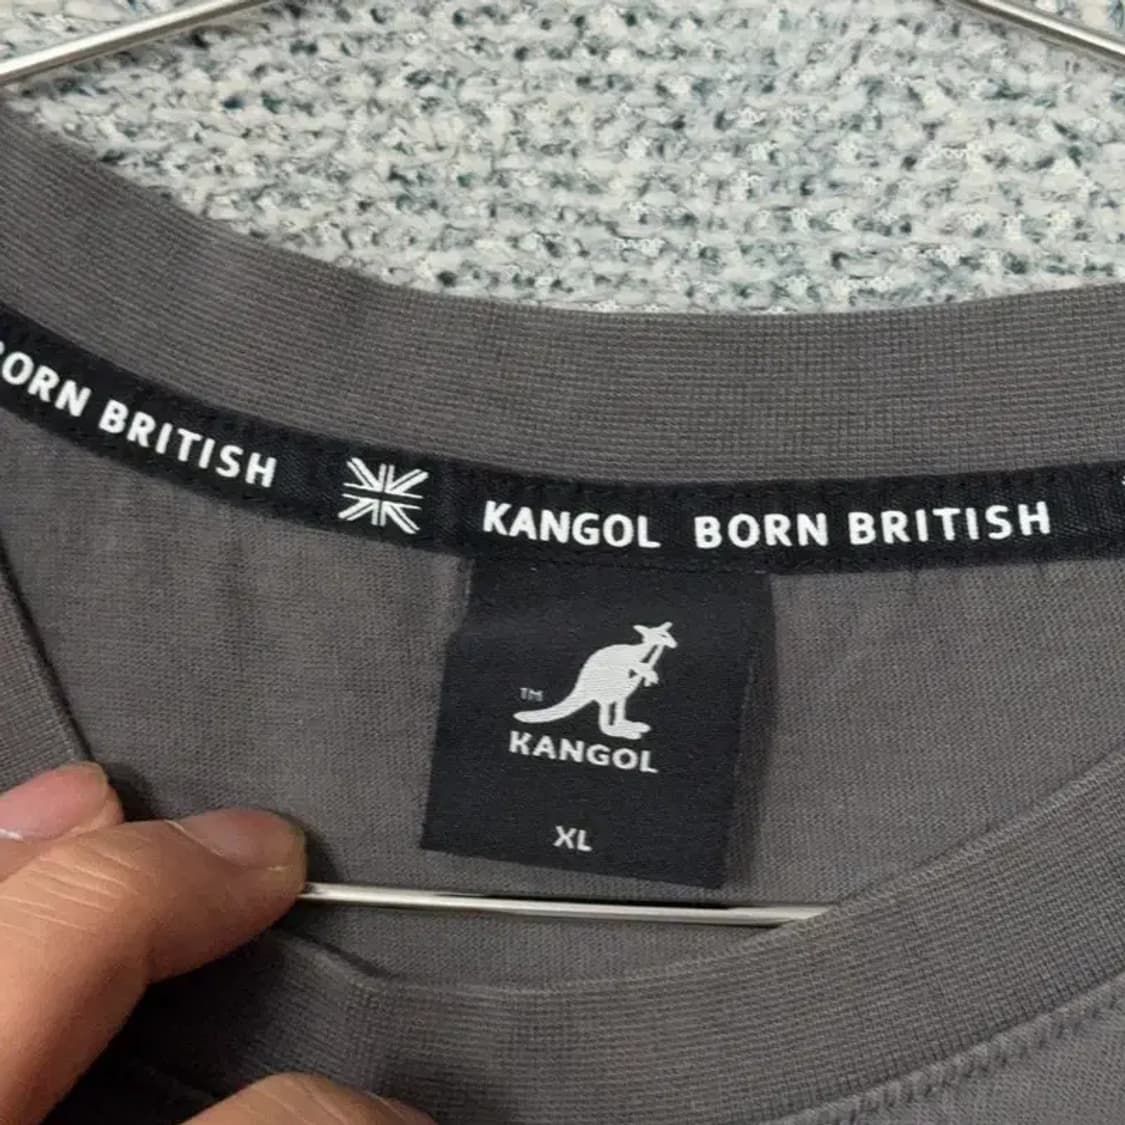 BORN BRITISH KANGOL BORN BRITISH
TM
KANGOL
XL